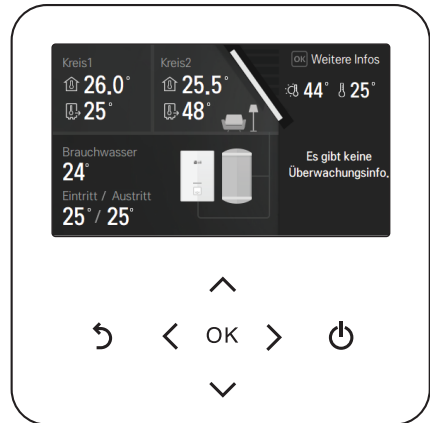 Kreis1
26.0°
25°
Kreis2
25.5°
48°
OK Weitere Infos
44° 25°
Es gibt keine
Überwachungsinfo.
Brauchwasser
24°
Eintritt / Austritt
25° / 25°
LG
OK